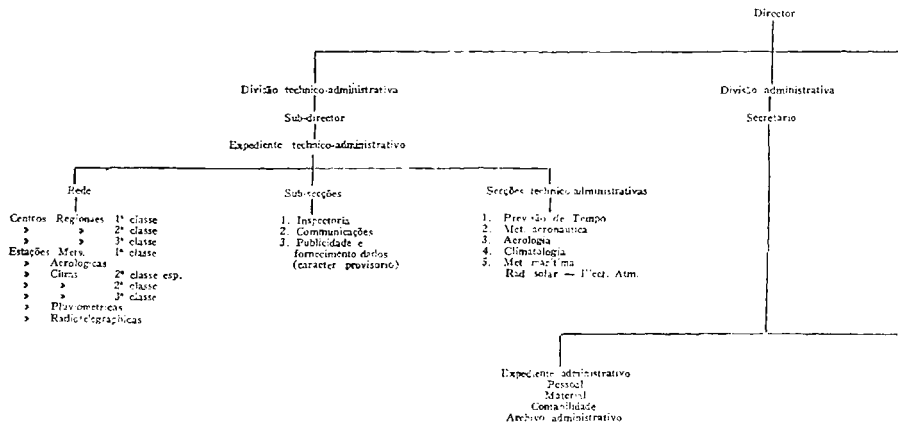 Director
Divisão technico-administrativa
Sub-director
Expediente technico-administrativo
Divisão administrativa
Secretario
Rede
Centros Regionaes 1ª classe
» » 2ª classe
» » 3ª classe
Estações Mets. 1ª classe
» Aerologicas
» Clims 2ª classe esp.
» » 2ª classe
» » 3ª classe
» Pluviometricas
» Radiotelegraphicas
Sub-secções
1. Inspectoria
2. Communicações
3. Publicidade e
fornecimento dados
(caracter provisorio)
Secções technico-administrativas
1. Previsão de Tempo
2. Met. aeronautica
3. Aerologia
4. Climatologia
5. Met maritima
Rad solar — Elect. Atm.
Expediente administrativo
Pessoal
Material
Contabilidade
Archivo administrativo